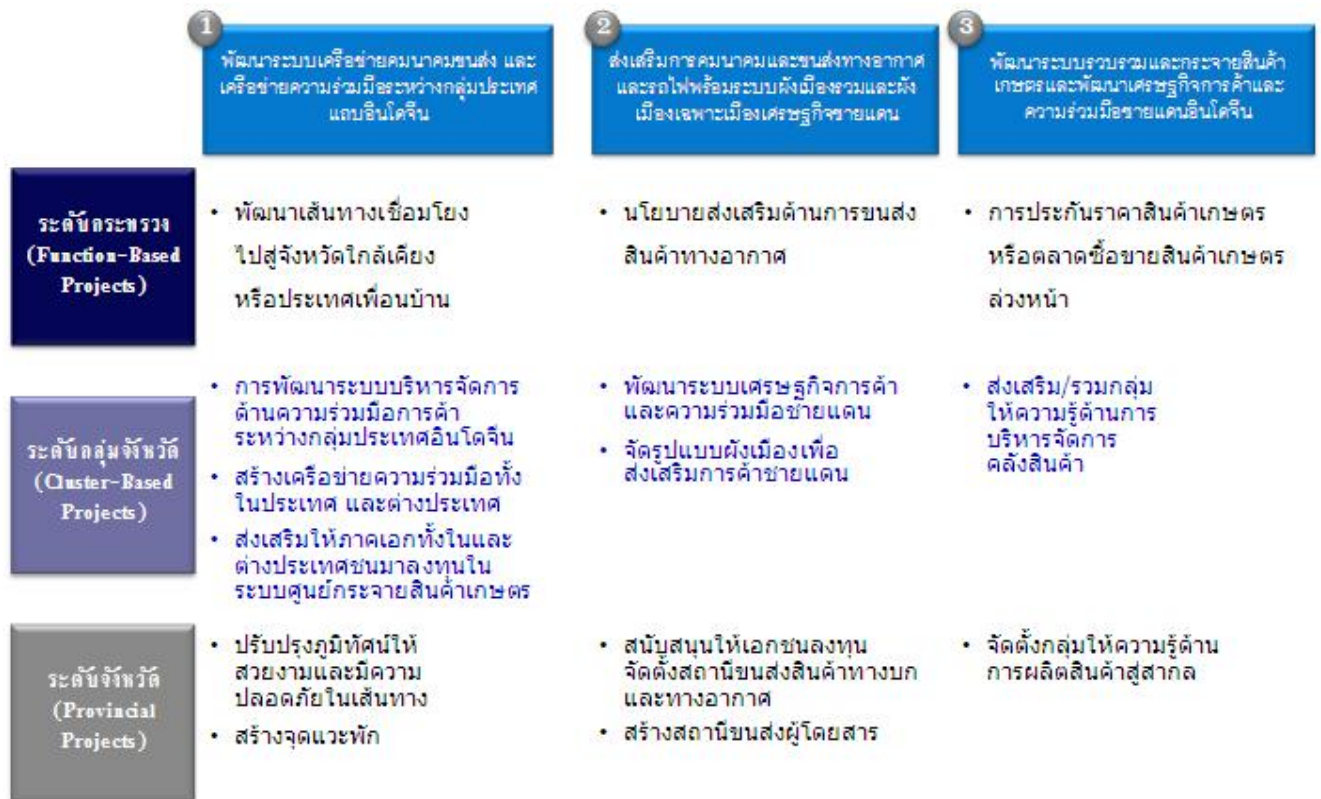 1
พัฒนาระบบเครือข่ายคมนาคมขนส่ง และ
เครือข่ายความร่วมมือระหว่างกลุ่มประเทศ
แถบอินโดจีน
2
ส่งเสริมการคมนาคมและขนส่งทางอากาศ
และรถไฟพร้อมระบบผังเมืองรวมและผัง
เมืองเฉพาะเมืองเศรษฐกิจชายแดน
3
พัฒนาระบบรวบรวมและกระจายสินค้า
เกษตรและพัฒนาเศรษฐกิจการค้าและ
ความร่วมมือชายแดนอินโดจีน
ระดับกระทรวง
(Function-Based
Projects)
• พัฒนาเส้นทางเชื่อมโยง
ไปสู่จังหวัดใกล้เคียง
หรือประเทศเพื่อนบ้าน
• นโยบายส่งเสริมด้านการขนส่ง
สินค้าทางอากาศ
• การประกันราคาสินค้าเกษตร
หรือตลาดซื้อขายสินค้าเกษตร
ล่วงหน้า
ระดับกลุ่มจังหวัด
(Cluster-Based
Projects)
• การพัฒนาระบบบริหารจัดการ
ด้านความร่วมมือการค้า
ระหว่างกลุ่มประเทศอินโดจีน
• สร้างเครือข่ายความร่วมมือทั้ง
ในประเทศ และต่างประเทศ
• ส่งเสริมให้ภาคเอกทั้งในและ
ต่างประเทศชนมาลงทุนใน
ระบบศูนย์กระจายสินค้าเกษตร
• พัฒนาระบบเศรษฐกิจการค้า
และความร่วมมือชายแดน
• จัดรูปแบบผังเมืองเพื่อ
ส่งเสริมการค้าชายแดน
• ส่งเสริม/รวมกลุ่ม
ให้ความรู้ด้านการ
บริหารจัดการ
คลังสินค้า
ระดับจังหวัด
(Provincial
Projects)
• ปรับปรุงภูมิทัศน์ให้
สวยงามและมีความ
ปลอดภัยในเส้นทาง
• สร้างจุดแวะพัก
• สนับสนุนให้เอกชนลงทุน
จัดตั้งสถานีขนส่งสินค้าทางบก
และทางอากาศ
• สร้างสถานีขนส่งผู้โดยสาร
• จัดตั้งกลุ่มให้ความรู้ด้าน
การผลิตสินค้าสู่สากล